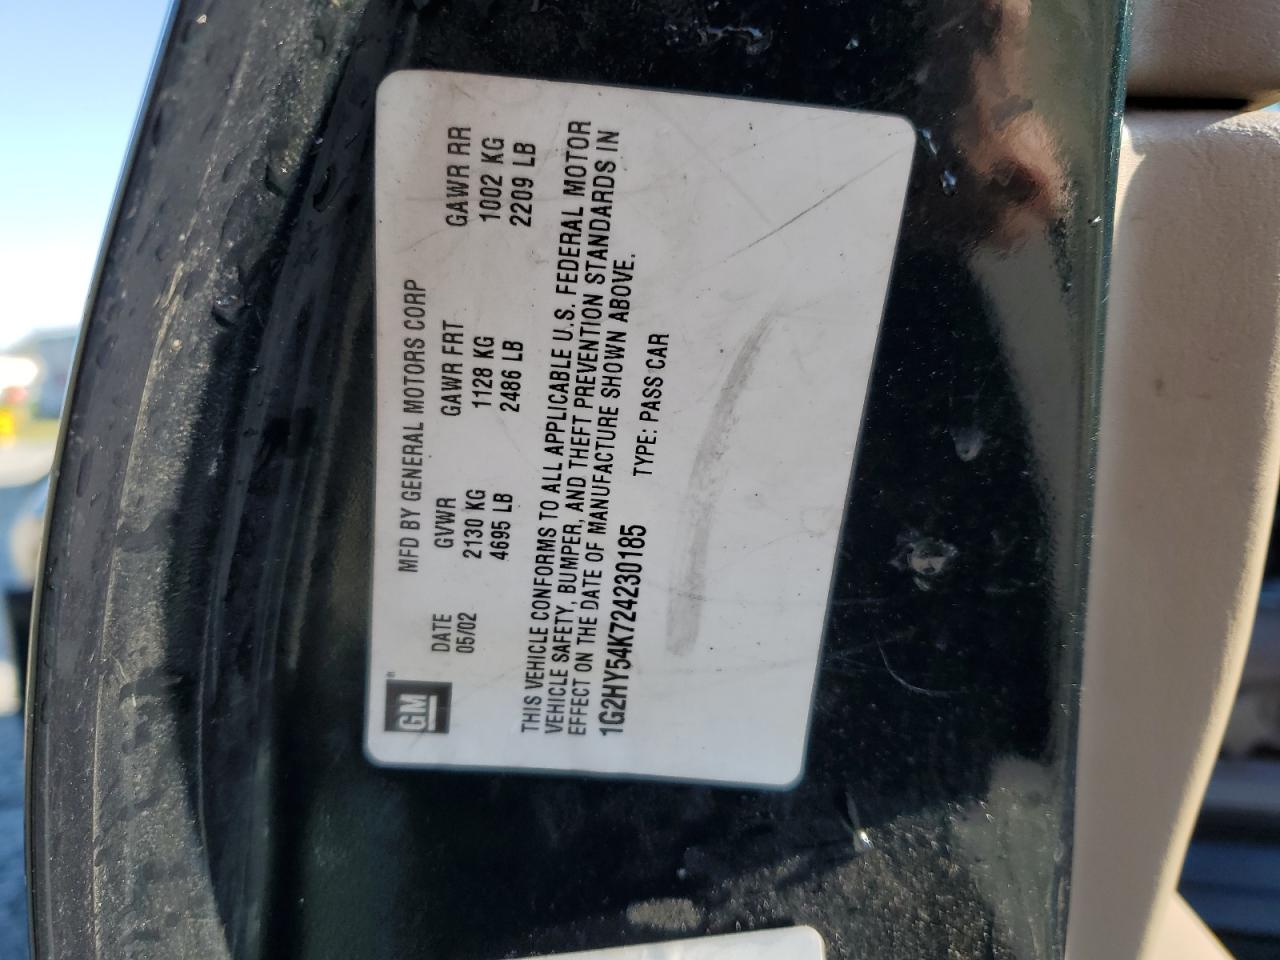 GM
MFD BY GENERAL MOTORS CORP
DATE GVWR GAWR FRT GAWR RR
05/02 2130 KG 1128 KG 1002 KG
4695 LB 2486 LB 2209 LB
THIS VEHICLE CONFORMS TO ALL APPLICABLE U.S. FEDERAL MOTOR
VEHICLE SAFETY, BUMPER, AND THEFT PREVENTION STANDARDS IN
EFFECT ON THE DATE OF MANUFACTURE SHOWN ABOVE.
1G2HY54K724230185 TYPE: PASS CAR